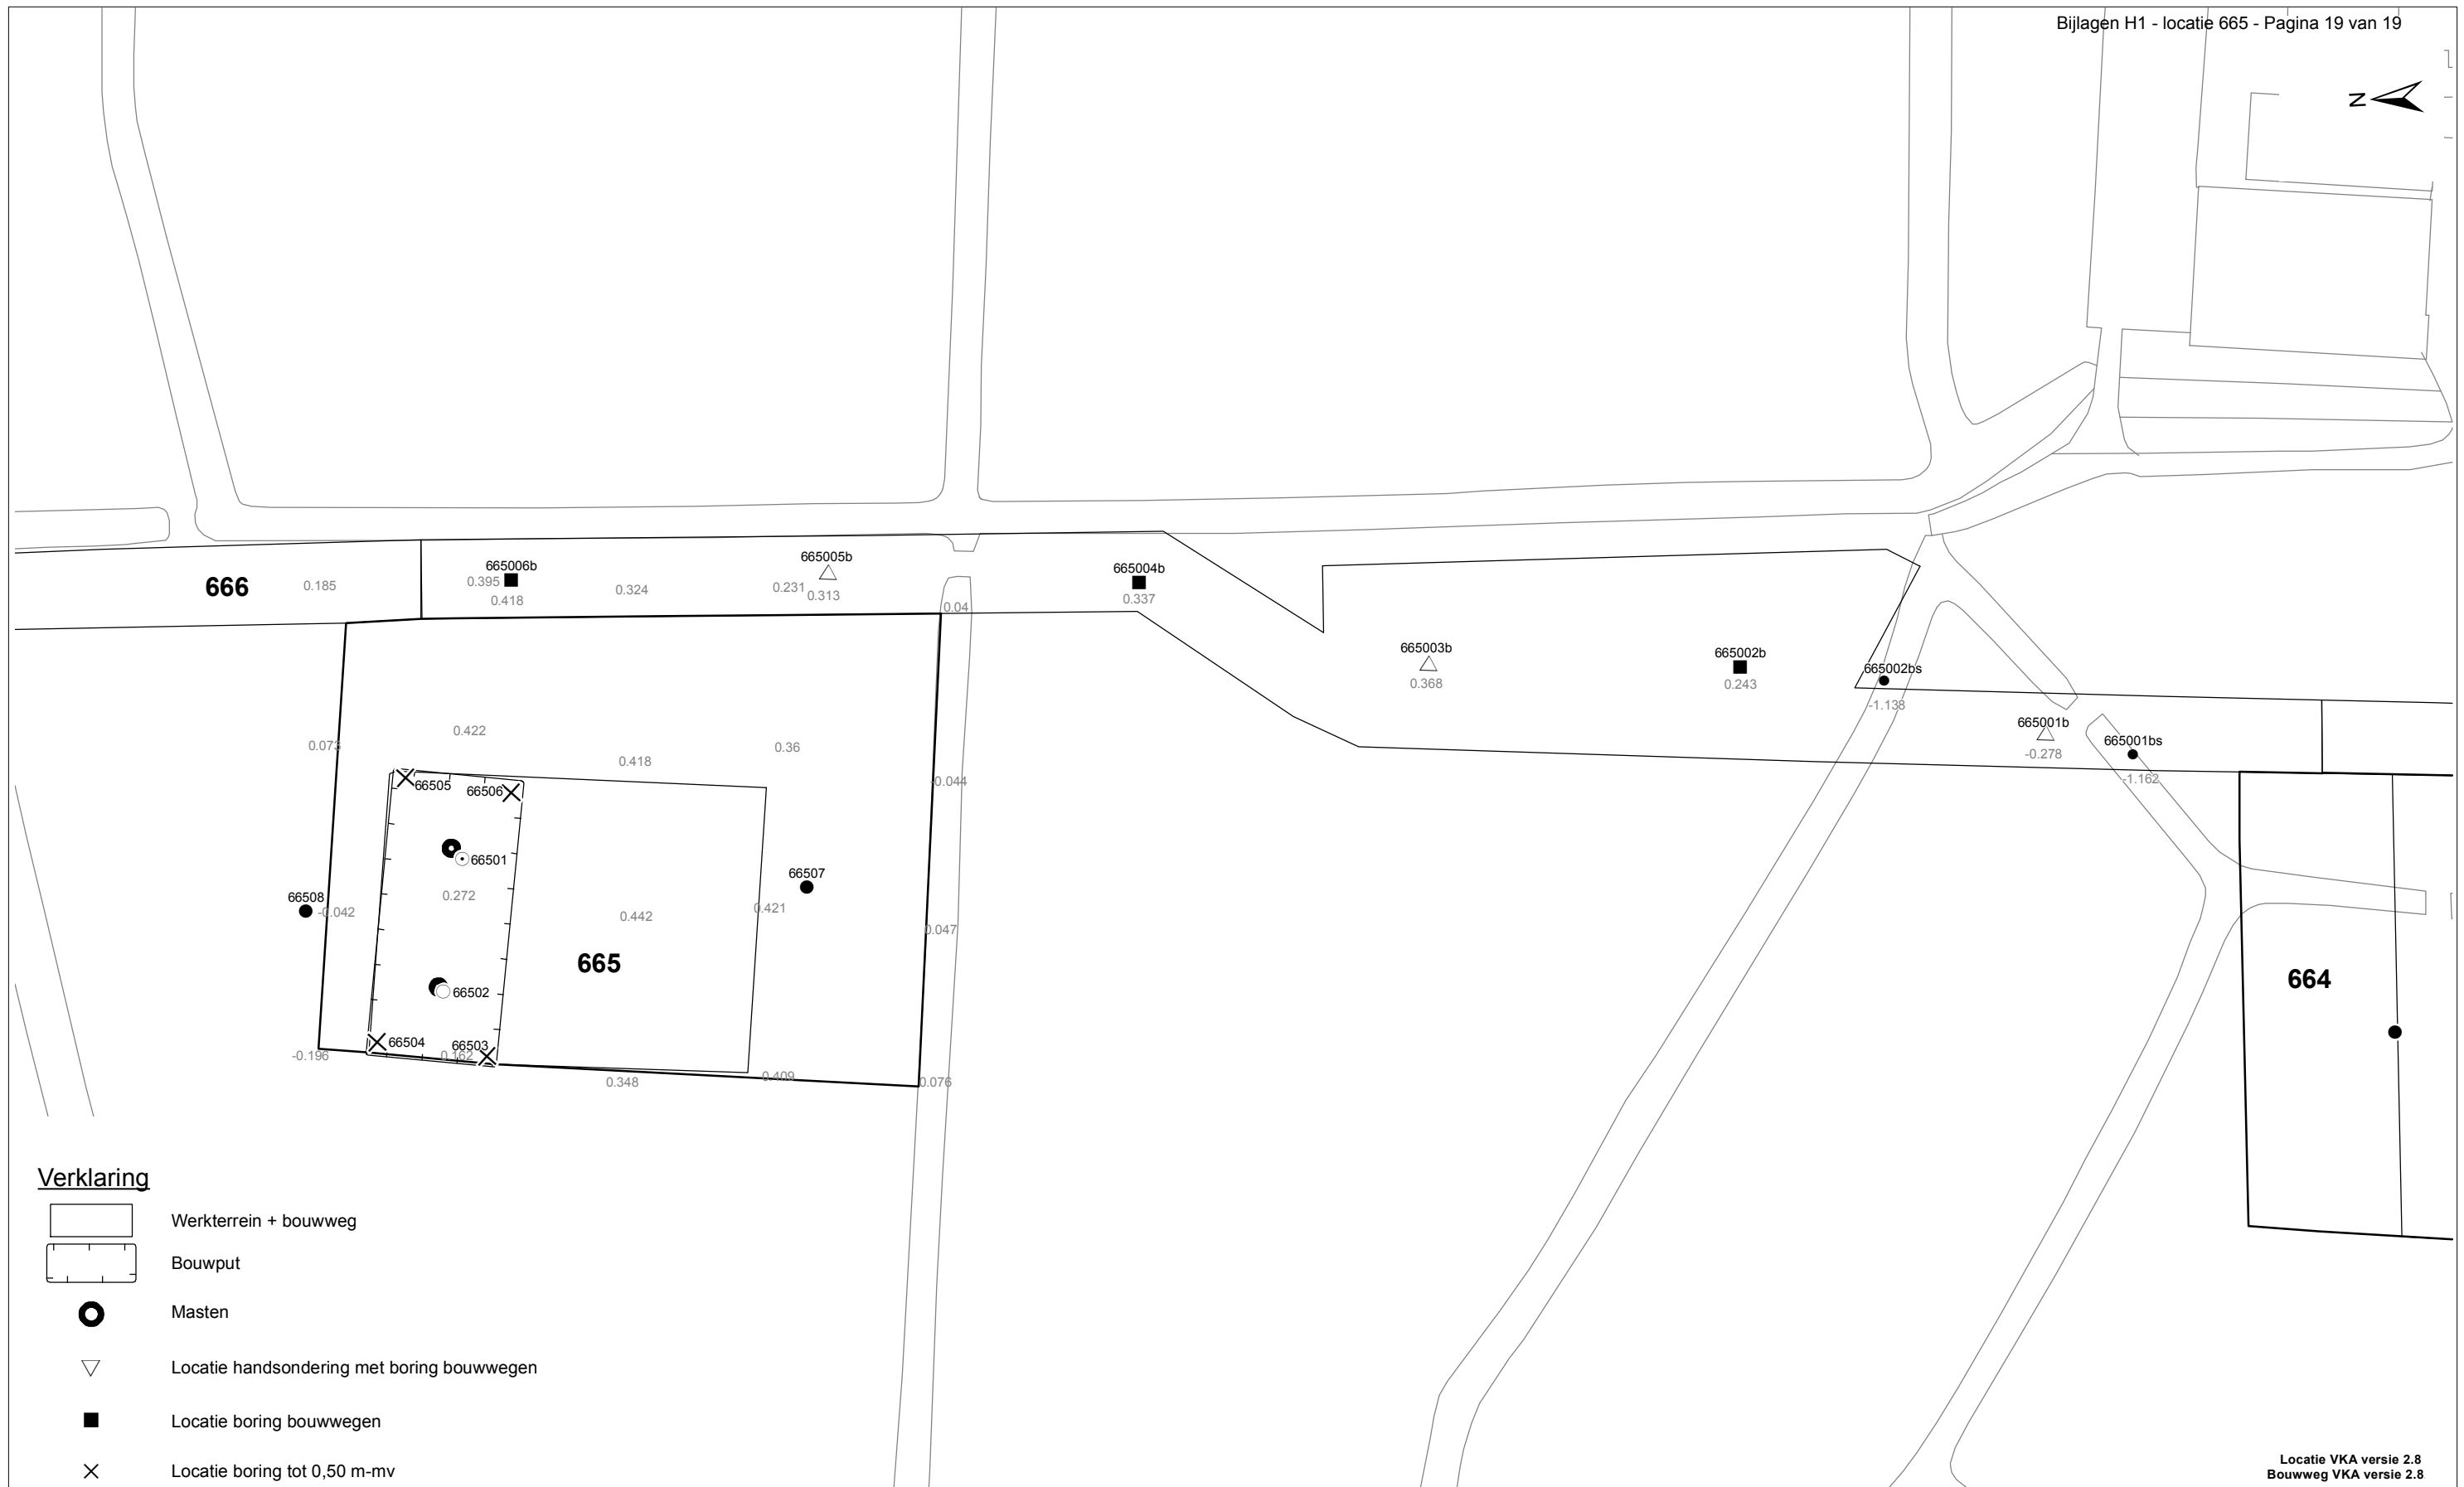 Bijlagen H1 - locatie 665 - Pagina 19 van 19
N
665006b
665005b
665004b
666
0.185
0.395
0.418
0.324
0.231
0.313
0.04
0.337
665003b
0.368
665002b
0.243
665002bs
-1.138
665001b
-0.278
665001bs
-1.162
0.073
0.422
0.418
0.36
0.044
66505
66506
66501
0.272
66507
66508
-0.042
0.442
0.421
0.047
665
664
66502
66504
66503
0.162
-0.196
0.348
0.409
0.076
Verklaring
Werkterrein + bouwweg
Bouwput
Masten
Locatie handsondering met boring bouwwegen
Locatie boring bouwwegen
Locatie boring tot 0,50 m-mv
Locatie VKA versie 2.8
Bouwweg VKA versie 2.8